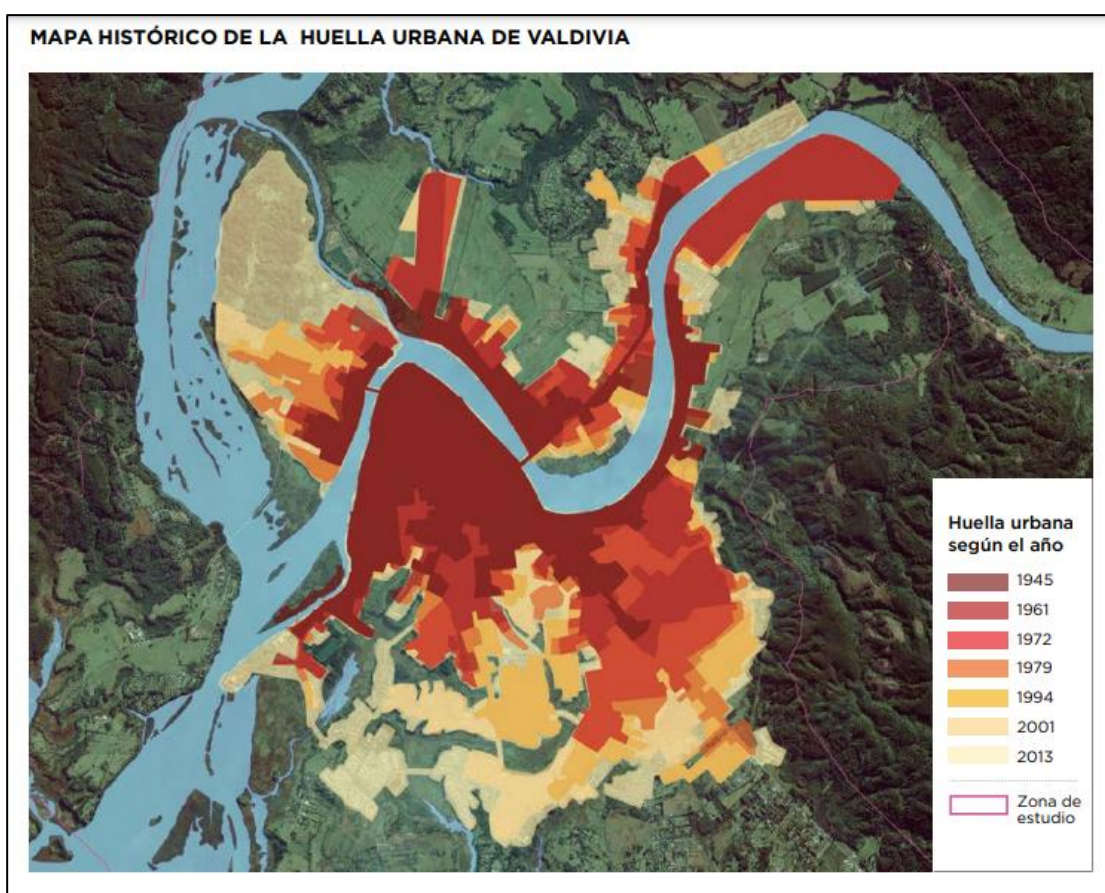 MAPA HISTÓRICO DE LA HUELLA URBANA DE VALDIVIA
Huella urbana
según el año
1945
1961
1972
1979
1994
2001
2013
Zona de
estudio